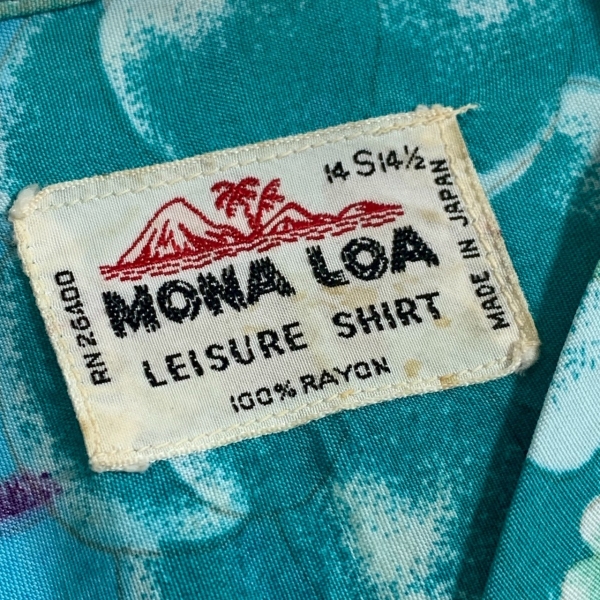 14 S 14½
MONA LOA
LEISURE SHIRT
100% RAYON
RN 26400
MADE IN JAPAN